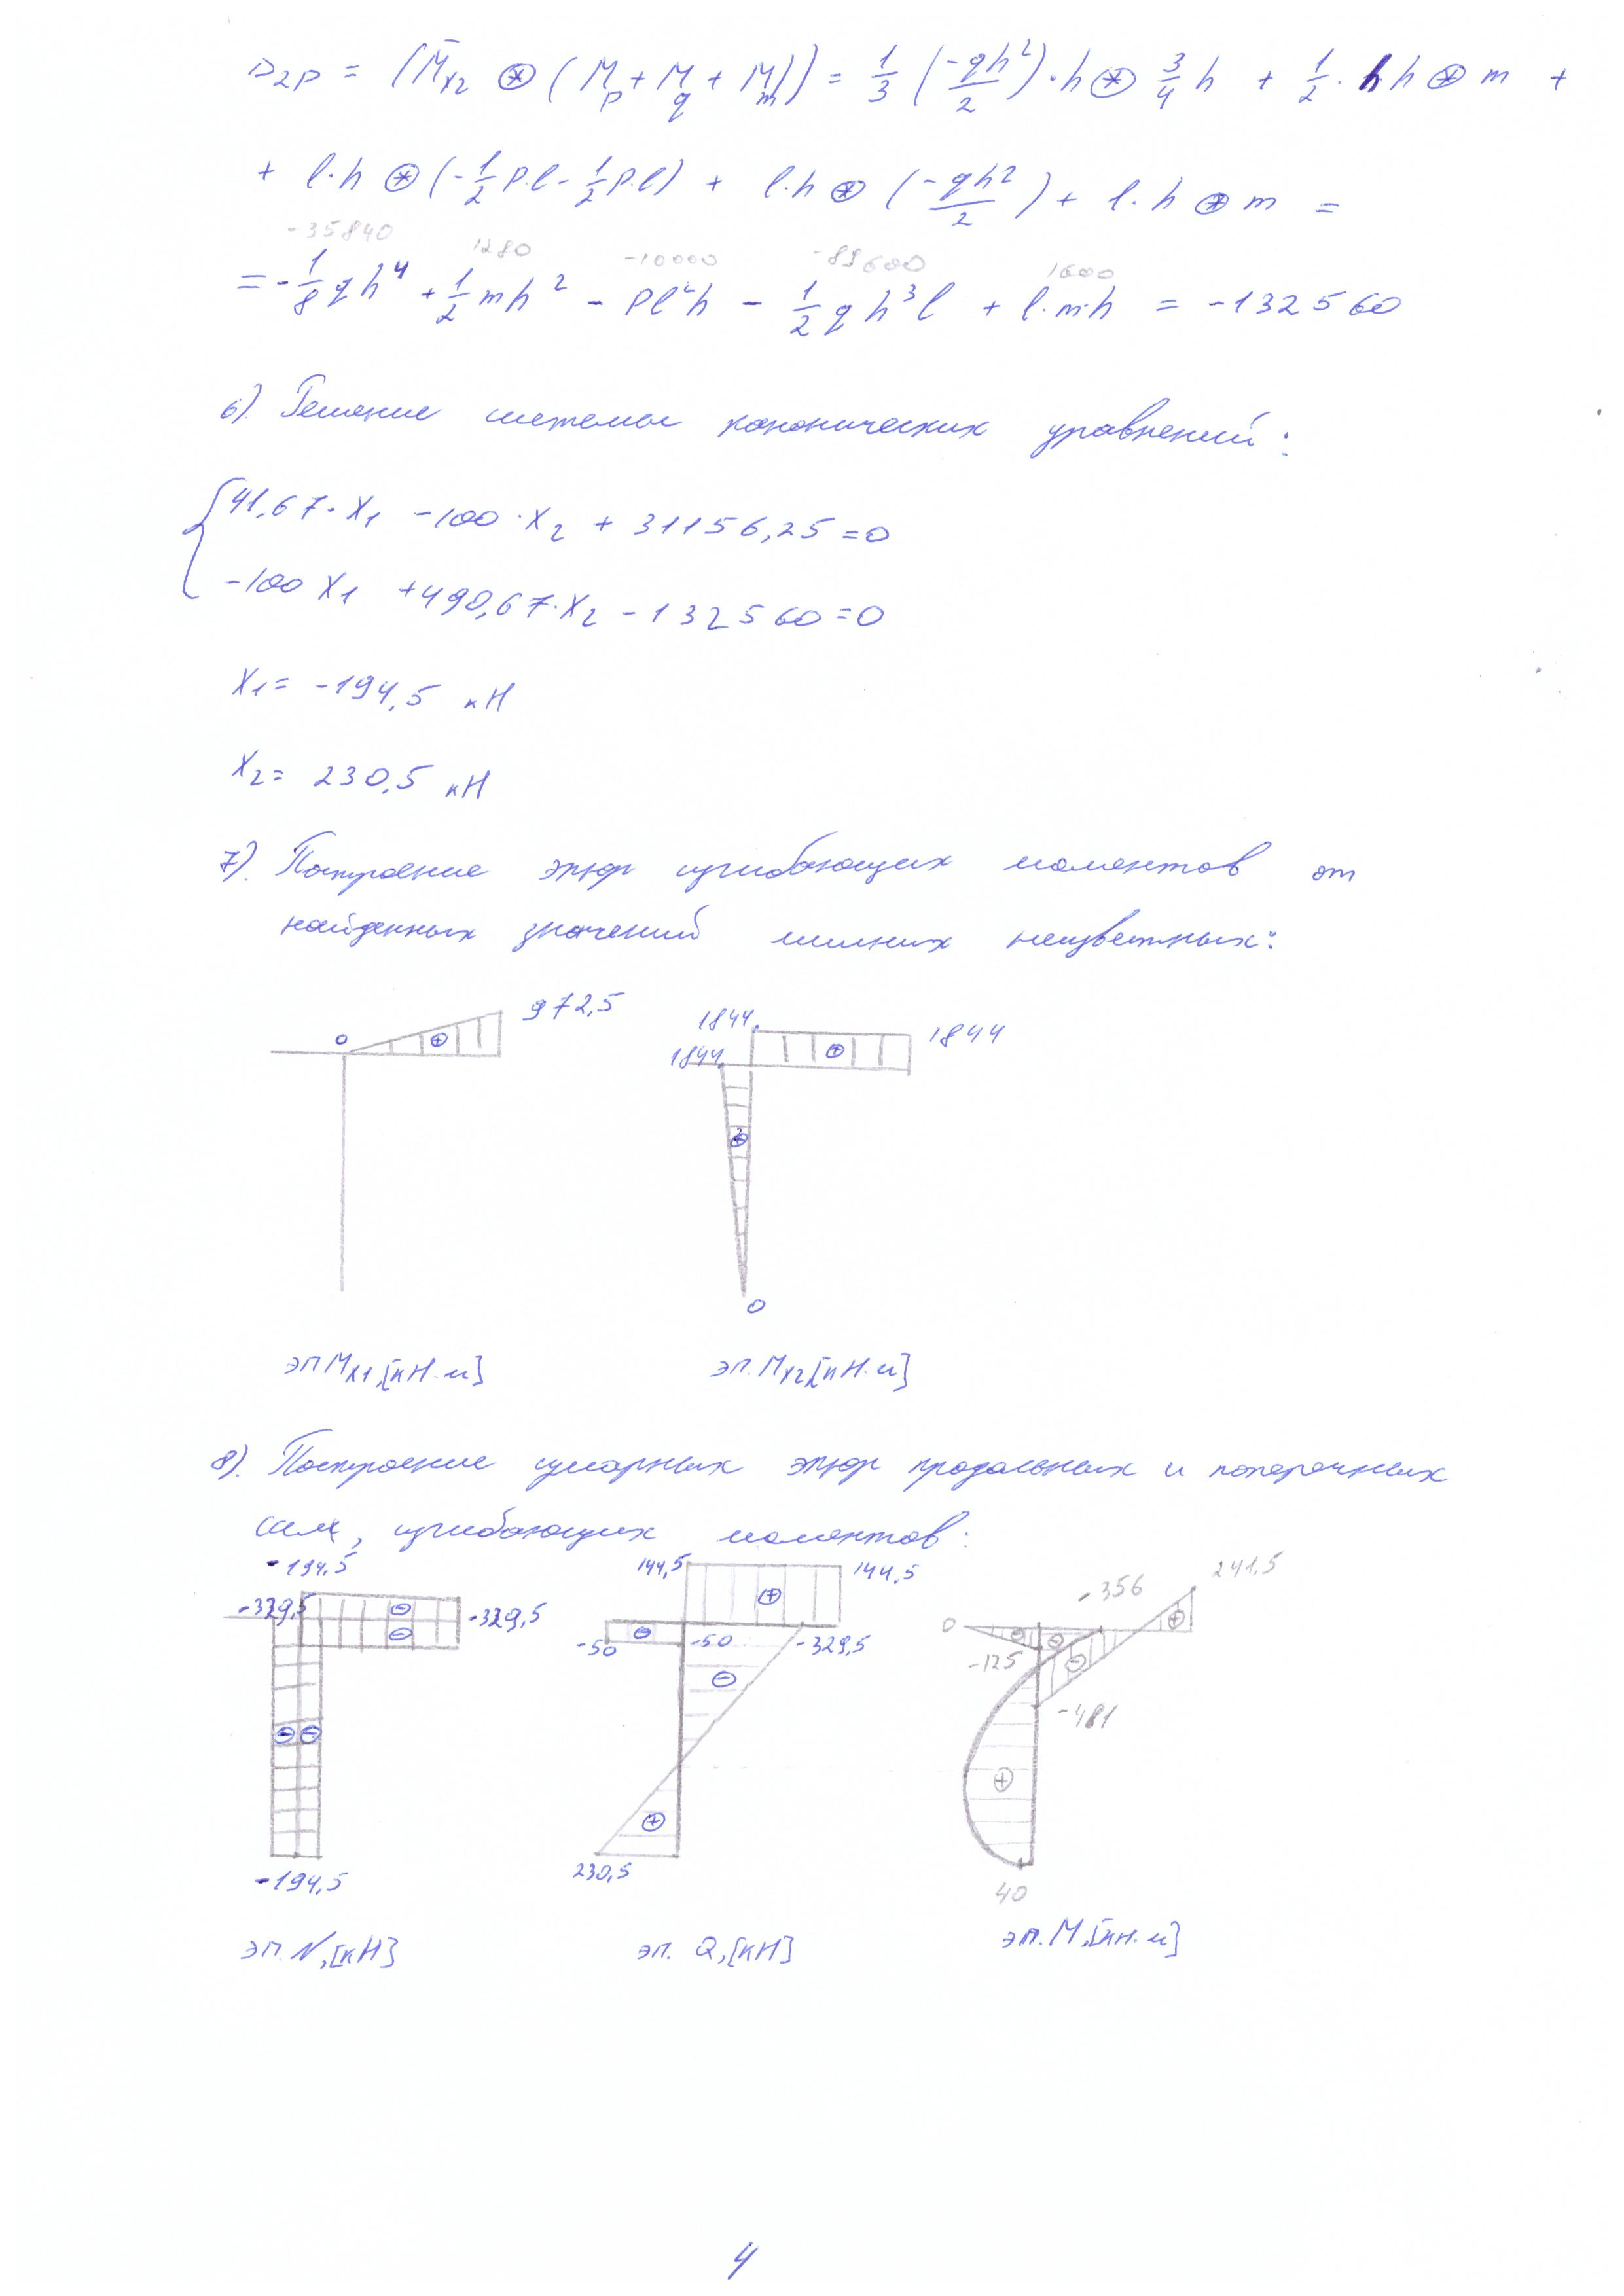 Δ2P = (M̄x2 ⊛ (Mp + Mq + Mm)) = 1/3 (-qh²/2)·h ⊛ 3/4 h + 1/2 · h h ⊛ m +
+ l·h ⊛ (-1/2 P·l - 1/2 P·l) + l·h ⊛ (-qh²/2) + l·h ⊛ m =
-35840 1280 -10000 -89600 1600
= -1/8 qh⁴ + 1/2 mh² - Pl²h - 1/2 qh³l + l·m·h = -132560
6). Решение системы канонических уравнений:
41,67·X1 - 100·X2 + 31156,25 = 0
-100 X1 + 490,67·X2 - 132560 = 0
X1 = -194,5 кН
X2 = 230,5 кН
7). Построение эпюр изгибающих моментов от
найденных значений лишних неизвестных:
0 ⊕ 972,5
1844 1844 ⊕ 1844 ⊕ 0
эп Mx1,[кН·м] эп. Mx2,[кН·м]
8). Построение сумарных эпюр продольных и поперечных
сил, изгибающих моментов:
-194,5 144,5 ⊕ 144,5 -356 241,5
-329,5 ⊖ ⊖ -329,5 -50 ⊖ -50 -329,5 0 ⊖ ⊖ ⊕
⊖ -125 ⊖ -481
⊖ ⊖ ⊕ ⊕
-194,5 230,5 40
эп. N,[кН] эп. Q,[кН] эп. M,[кН·м]
4